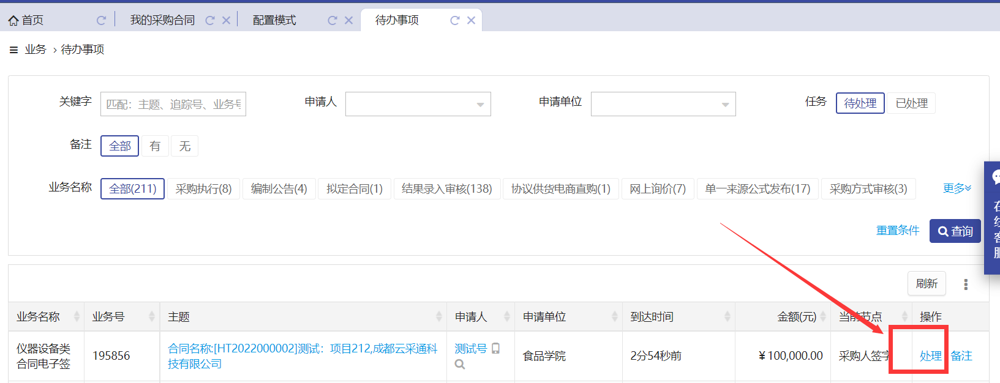 首页
我的采购合同
配置模式
待办事项
业务 › 待办事项
关键字 匹配：主题、追踪号、业务号
申请人
申请单位
任务 待处理 已处理
备注 全部 有 无
业务名称 全部(211) 采购执行(8) 编制公告(4) 拟定合同(1) 结果录入审核(138) 协议供货电商直购(1) 网上询价(7) 单一来源公式发布(17) 采购方式审核(3) 更多
重置条件 查询
在线客服
刷新
业务名称 业务号 主题 申请人 申请单位 到达时间 金额(元) 当前节点 操作
仪器设备类
合同电子签
195856
合同名称:[HT2022000002]测试：项目212,成都云采通科
技有限公司
测试号
食品学院
2分54秒前
¥ 100,000.00
采购人签字
处理 备注